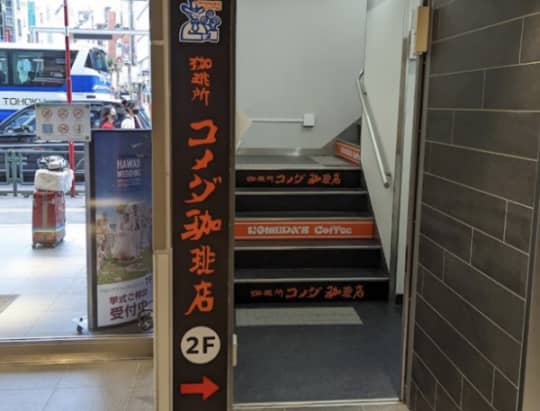 TOHOKU
HAWAII
WEDDING
挙式ご相談
受付中
珈琲所
コメダ珈琲店
2F
珈琲所 コメダ珈琲店
KOMEDA'S Coffee
珈琲所 コメダ珈琲店